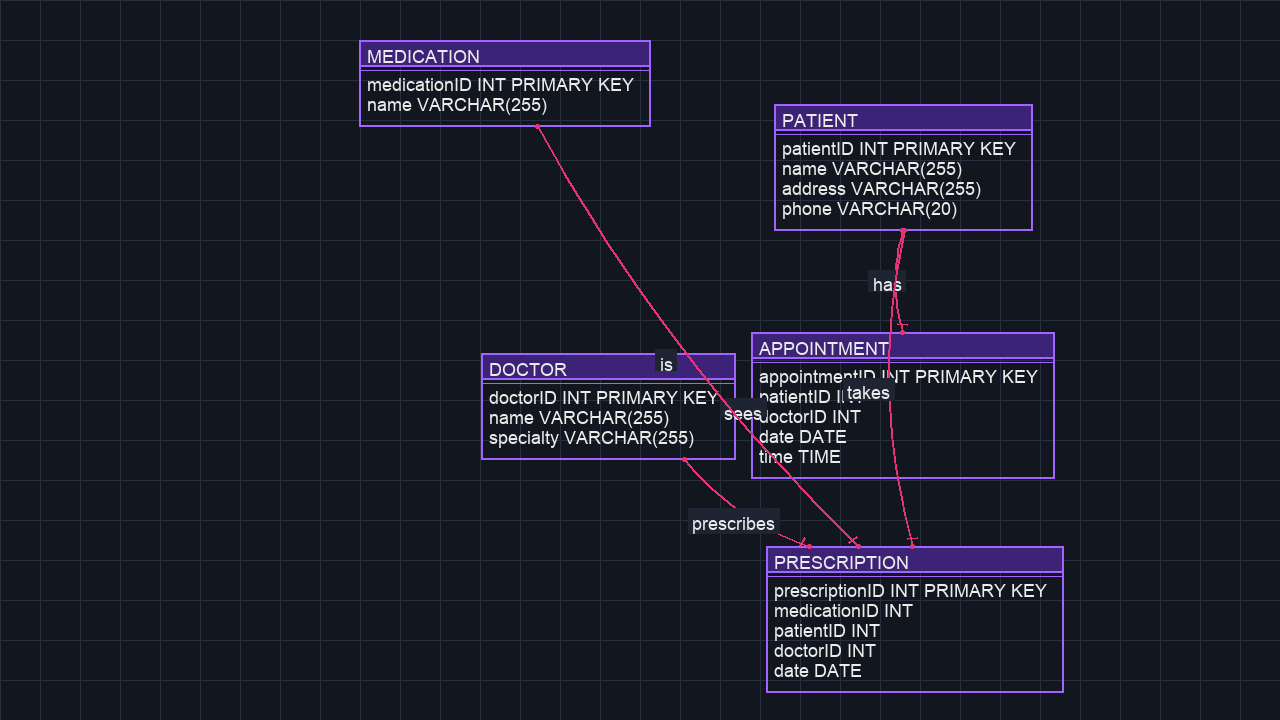 MEDICATION
medicationID INT PRIMARY KEY
name VARCHAR(255)
PATIENT
patientID INT PRIMARY KEY
name VARCHAR(255)
address VARCHAR(255)
phone VARCHAR(20)
has
DOCTOR
doctorID INT PRIMARY KEY
name VARCHAR(255)
specialty VARCHAR(255)
is
sees
APPOINTMENT
appointmentID INT PRIMARY KEY
patientID INT
doctorID INT
date DATE
time TIME
takes
prescribes
PRESCRIPTION
prescriptionID INT PRIMARY KEY
medicationID INT
patientID INT
doctorID INT
date DATE